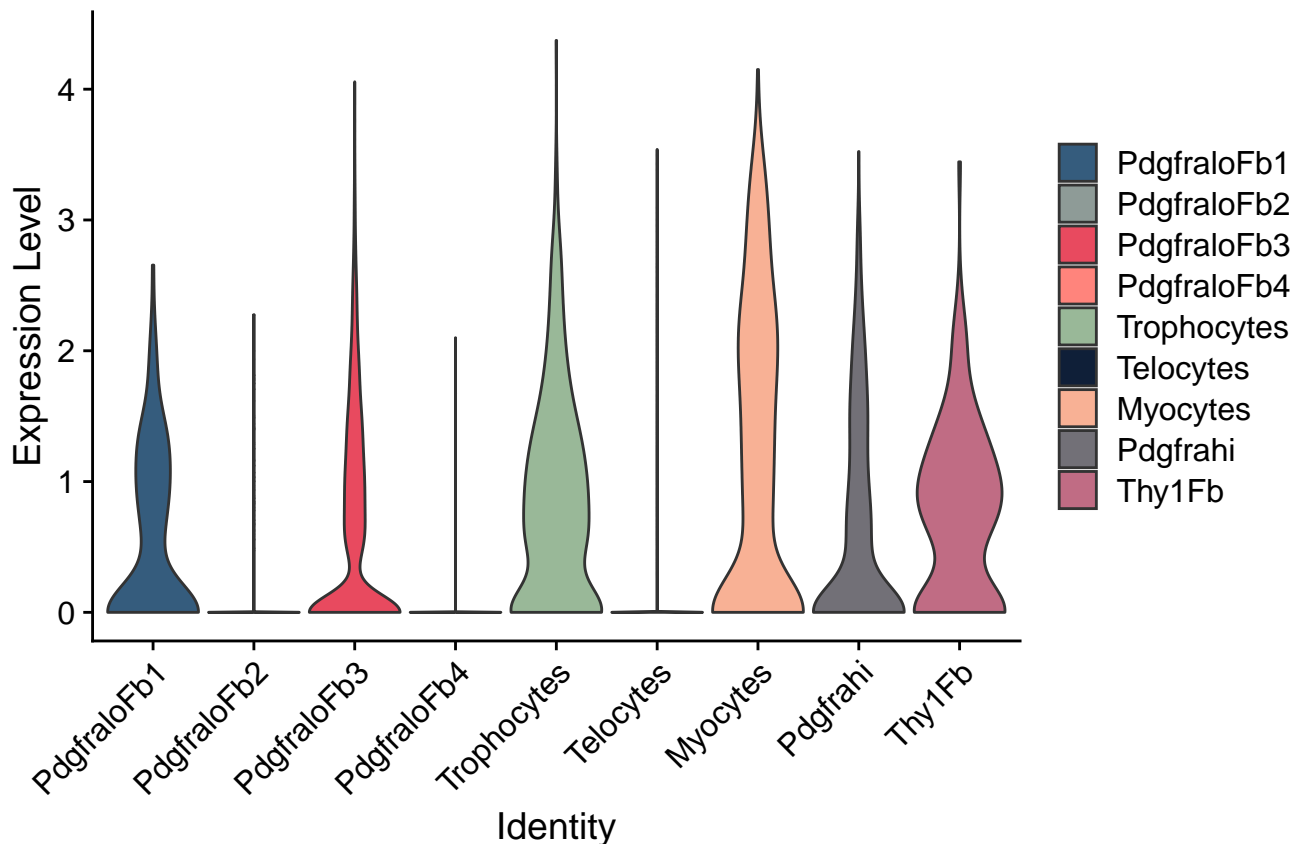 Expression Level
4
3
2
1
0
PdgfraloFb1
PdgfraloFb2
PdgfraloFb3
PdgfraloFb4
Trophocytes
Telocytes
Myocytes
Pdgfrahi
Thy1Fb
Identity
PdgfraloFb1
PdgfraloFb2
PdgfraloFb3
PdgfraloFb4
Trophocytes
Telocytes
Myocytes
Pdgfrahi
Thy1Fb